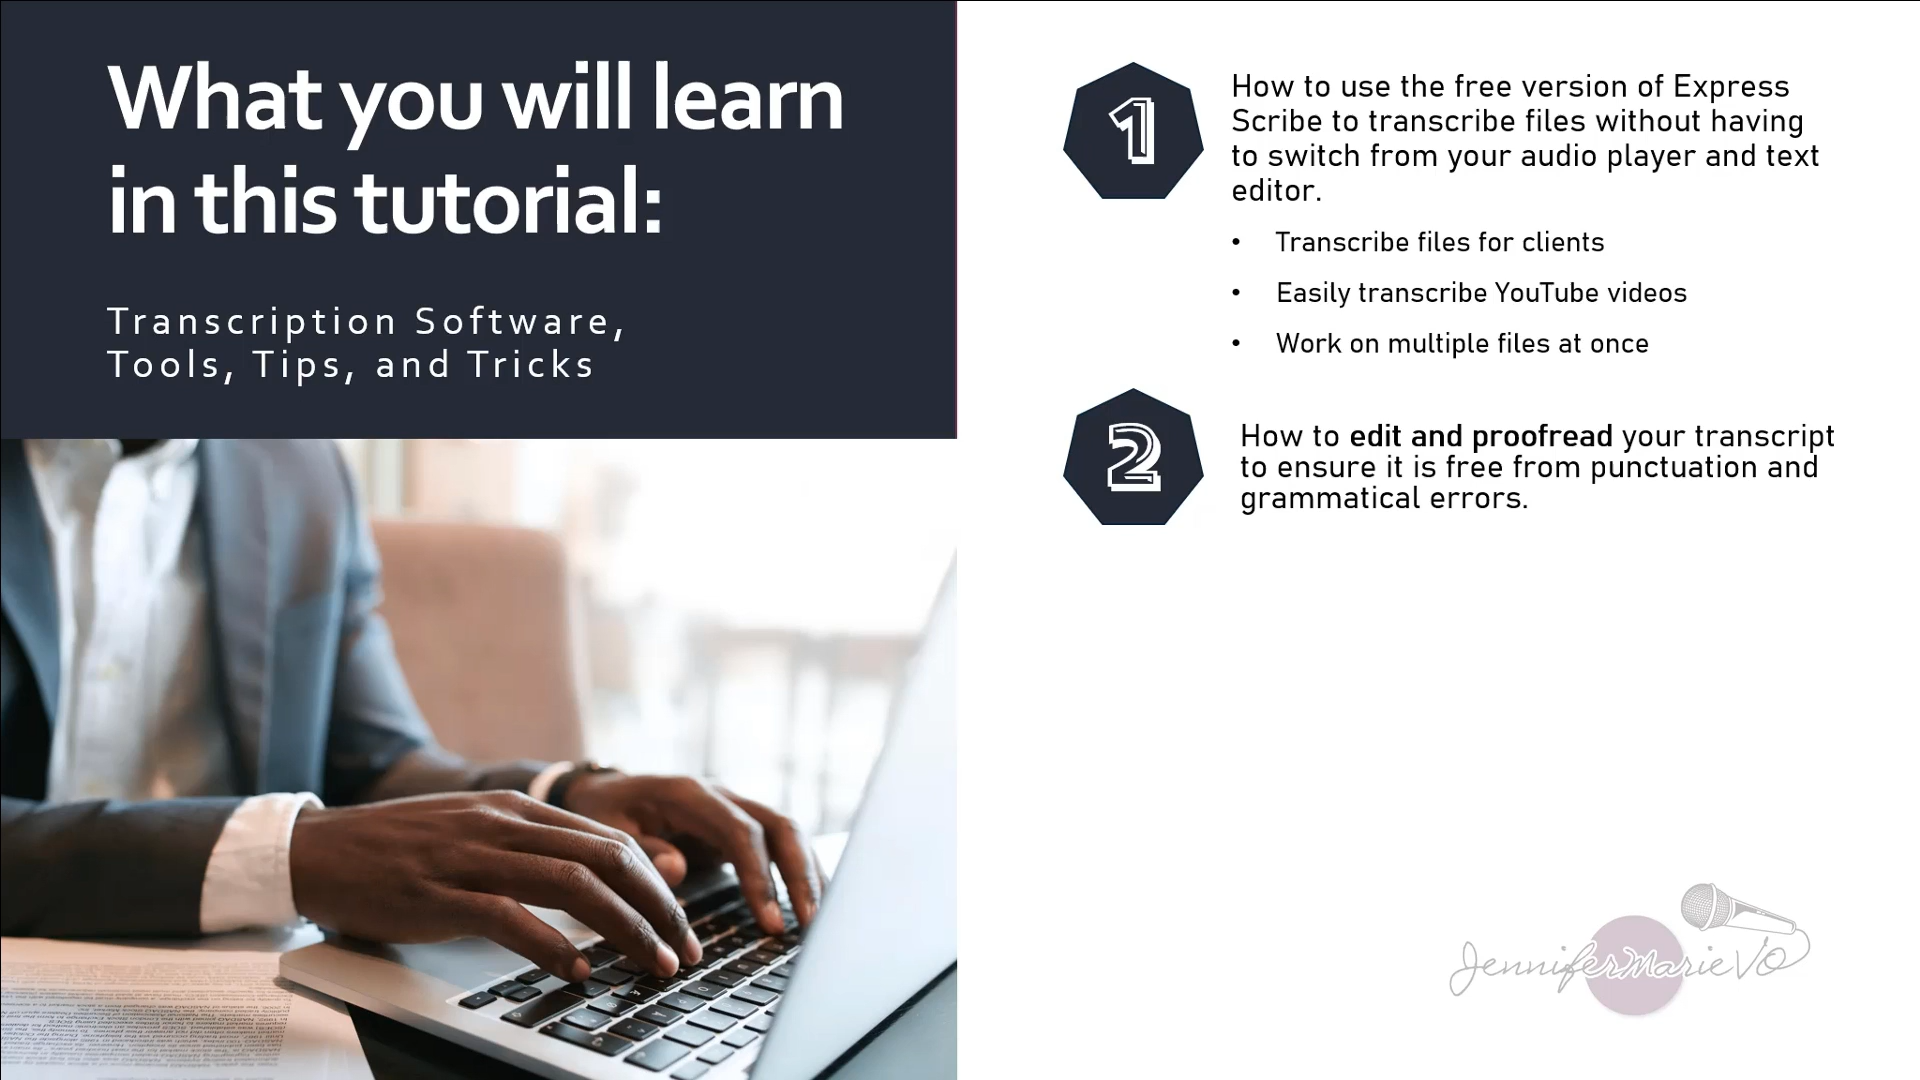 What you will learn
in this tutorial:
Transcription Software,
Tools, Tips, and Tricks
1
How to use the free version of Express
Scribe to transcribe files without having
to switch from your audio player and text
editor.
• Transcribe files for clients
• Easily transcribe YouTube videos
• Work on multiple files at once
2
How to edit and proofread your transcript
to ensure it is free from punctuation and
grammatical errors.
JenniferMarieVO